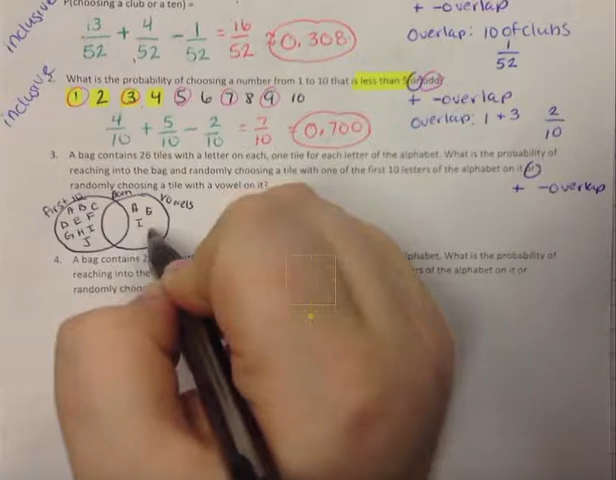 P(choosing a club or a ten) =
inclusive
13/52 + 4/52 - 1/52 = 16/52 ≈ 0.308
+ -overlap
overlap: 10 of clubs
1/52
inclusive
2. What is the probability of choosing a number from 1 to 10 that is less than 5 or odd?
1 2 3 4 5 6 7 8 9 10
4/10 + 5/10 - 2/10 = 7/10 = 0.700
+ -overlap
overlap: 1 + 3 2/10
3. A bag contains 26 tiles with a letter on each, one tile for each letter of the alphabet. What is the probability of
reaching into the bag and randomly choosing a tile with one of the first 10 letters of the alphabet on it or
randomly choosing a tile with a vowel on it?
+ -overlap
First 10 Both Vowels
A B C
D E F
G H I
J
A E
I
4. A bag contains 2
alphabet. What is the probability of
reaching into the
ers of the alphabet on it or
randomly choo